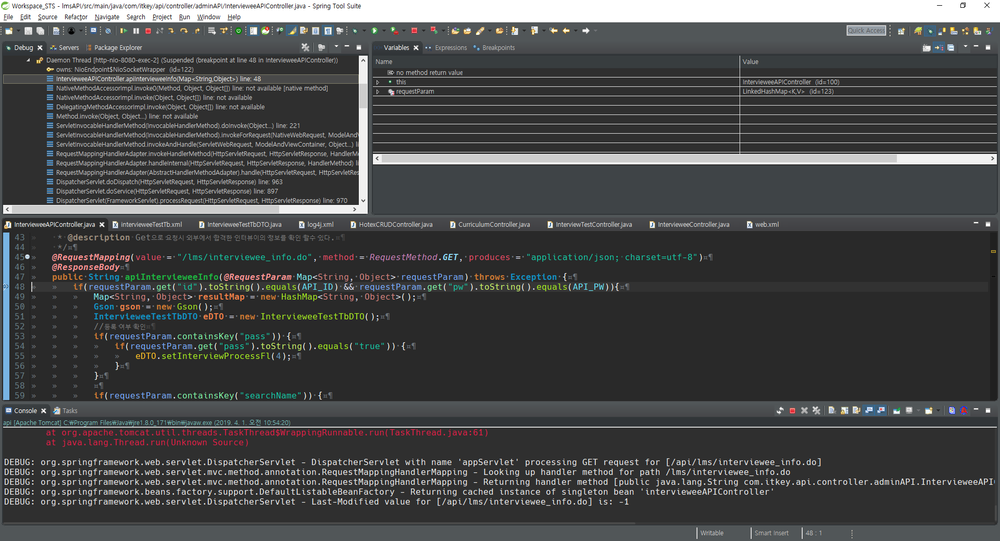 Workspace_STS - lmsAPI/src/main/java/com/itkey/api/controller/adminAPI/IntervieweeAPIController.java - Spring Tool Suite
File Edit Source Refactor Navigate Search Project Run Window Help
Quick Access
Debug Servers Package Explorer
Daemon Thread [http-nio-8080-exec-2] (Suspended (breakpoint at line 48 in IntervieweeAPIController))
owns: NioEndpoint$NioSocketWrapper (id=122)
IntervieweeAPIController.apiIntervieweeInfo(Map<String,Object>) line: 48
NativeMethodAccessorImpl.invoke0(Method, Object, Object[]) line: not available [native method]
NativeMethodAccessorImpl.invoke(Object, Object[]) line: not available
DelegatingMethodAccessorImpl.invoke(Object, Object[]) line: not available
Method.invoke(Object, Object...) line: not available
ServletInvocableHandlerMethod(InvocableHandlerMethod).doInvoke(Object...) line: 221
ServletInvocableHandlerMethod(InvocableHandlerMethod).invokeForRequest(NativeWebRequest, ModelAndV
ServletInvocableHandlerMethod.invokeAndHandle(ServletWebRequest, ModelAndViewContainer, Object...) li
RequestMappingHandlerAdapter.invokeHandlerMethod(HttpServletRequest, HttpServletResponse, HandlerMe
RequestMappingHandlerAdapter.handleInternal(HttpServletRequest, HttpServletResponse, HandlerMethod) li
RequestMappingHandlerAdapter(AbstractHandlerMethodAdapter).handle(HttpServletRequest, HttpServletRes
DispatcherServlet.doDispatch(HttpServletRequest, HttpServletResponse) line: 963
DispatcherServlet.doService(HttpServletRequest, HttpServletResponse) line: 897
DispatcherServlet(FrameworkServlet).processRequest(HttpServletRequest, HttpServletResponse) line: 970
Variables Expressions Breakpoints
Name Value
no method return value
this IntervieweeAPIController (id=100)
requestParam LinkedHashMap<K,V> (id=123)
IntervieweeAPIController.java intervieweeTestTb.xml IntervieweeTestTbDTO.java log4j.xml HotexCRUDController.java CurriculumController.java InterviewTestController.java IntervieweeController.java web.xml
43 » * @description Get으로 요청시 외부에서 합격한 인터뷰이의 정보를 확인 할수 있다.¤¶
44 » */¤¶
45 » @RequestMapping(value = "/lms/interviewee_info.do", method = RequestMethod.GET, produces = "application/json; charset=utf-8")¤¶
46 » @ResponseBody¤¶
47 » public String apiIntervieweeInfo(@RequestParam Map<String, Object> requestParam) throws Exception {¤¶
48 » » if(requestParam.get("id").toString().equals(API_ID) && requestParam.get("pw").toString().equals(API_PW)){¤¶
49 » » » Map<String, Object> resultMap = new HashMap<String, Object>();¤¶
50 » » » Gson gson = new Gson();¤¶
51 » » » IntervieweeTestTbDTO eDTO = new IntervieweeTestTbDTO();¤¶
52 » » » //등록 여부 확인¤¶
53 » » » if(requestParam.containsKey("pass")) {¤¶
54 » » » » if(requestParam.get("pass").toString().equals("true")) {¤¶
55 » » » » » eDTO.setInterviewProcessFl(4);¤¶
56 » » » » }¤¶
57 » » » }¤¶
58 » » » ¤¶
59 » » » if(requestParam.containsKey("searchName")) {¤¶
Console Tasks
api [Apache Tomcat] C:₩Program Files₩Java₩jre1.8.0_171₩bin₩javaw.exe (2019. 4. 1. 오전 10:54:20)
at org.apache.tomcat.util.threads.TaskThread$WrappingRunnable.run(TaskThread.java:61)
at java.lang.Thread.run(Unknown Source)
DEBUG: org.springframework.web.servlet.DispatcherServlet - DispatcherServlet with name 'appServlet' processing GET request for [/api/lms/interviewee_info.do]
DEBUG: org.springframework.web.servlet.mvc.method.annotation.RequestMappingHandlerMapping - Looking up handler method for path /lms/interviewee_info.do
DEBUG: org.springframework.web.servlet.mvc.method.annotation.RequestMappingHandlerMapping - Returning handler method [public java.lang.String com.itkey.api.controller.adminAPI.IntervieweeAPI
DEBUG: org.springframework.beans.factory.support.DefaultListableBeanFactory - Returning cached instance of singleton bean 'intervieweeAPIController'
DEBUG: org.springframework.web.servlet.DispatcherServlet - Last-Modified value for [/api/lms/interviewee_info.do] is: -1
Writable Smart Insert 48 : 1